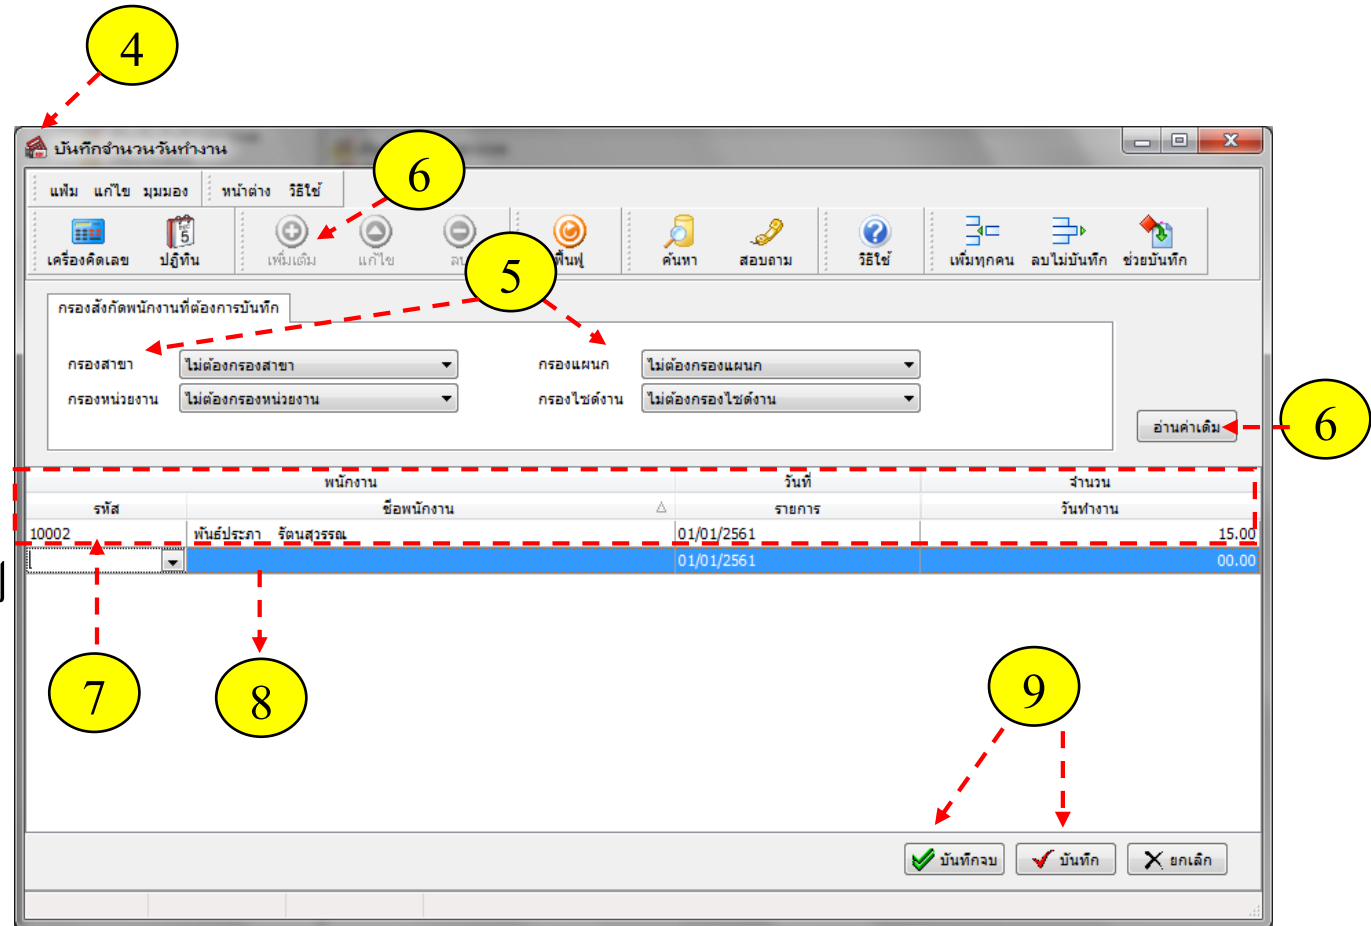 4
บันทึกจำนวนวันทำงาน
6
แฟ้ม แก้ไข มุมมอง หน้าต่าง วิธีใช้
เครื่องคิดเลข ปฏิทิน เพิ่มเติม แก้ไข ลบ ฟื้นฟู ค้นหา สอบถาม วิธีใช้ เพิ่มทุกคน ลบไม่บันทึก ช่วยบันทึก
5
กรองสังกัดพนักงานที่ต้องการบันทึก
กรองสาขา ไม่ต้องกรองสาขา กรองแผนก ไม่ต้องกรองแผนก
กรองหน่วยงาน ไม่ต้องกรองหน่วยงาน กรองไซด์งาน ไม่ต้องกรองไซด์งาน
อ่านค่าเดิม
6
พนักงาน วันที่ จำนวน
รหัส ชื่อพนักงาน รายการ วันทำงาน
10002 พันธ์ประภา รัตนสุวรรณ 01/01/2561 15.00
01/01/2561 00.00
7 8 9
บันทึกจบ บันทึก ยกเลิก